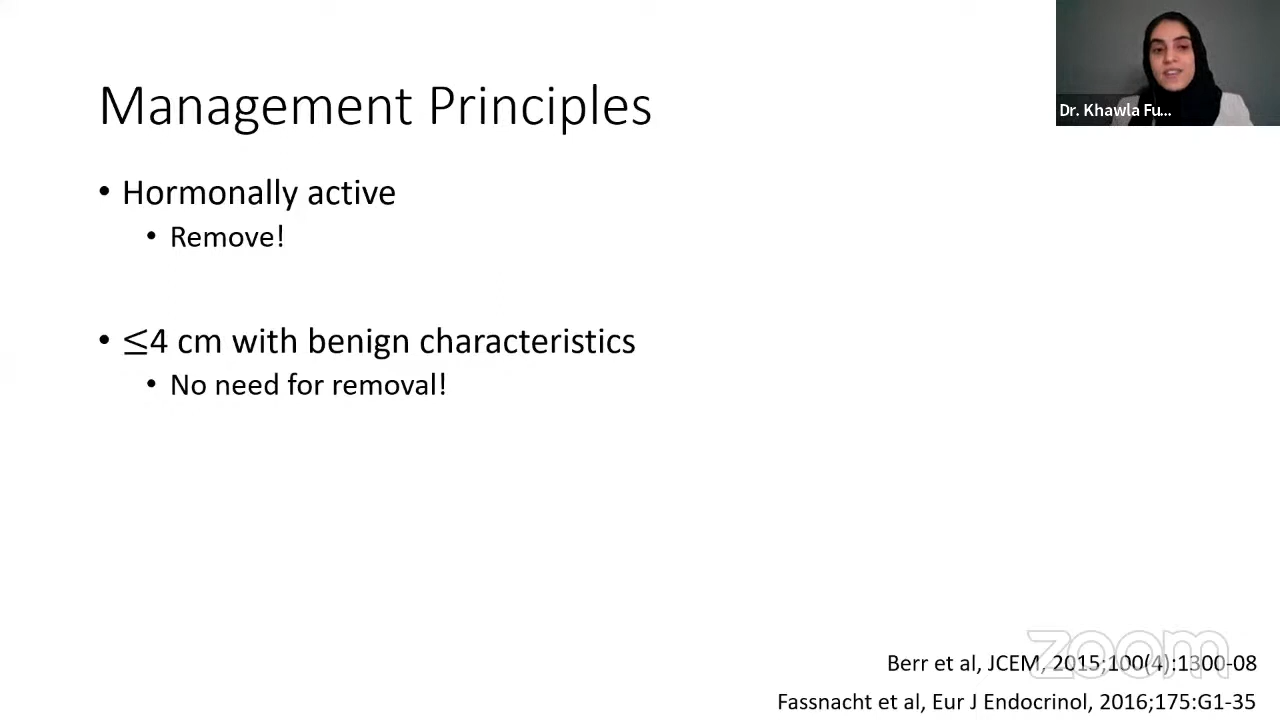 Management Principles
Dr. Khawla Fu...
• Hormonally active
• Remove!
• ≤4 cm with benign characteristics
• No need for removal!
zoom
Berr et al, JCEM, 2015;100(4):1300-08
Fassnacht et al, Eur J Endocrinol, 2016;175:G1-35